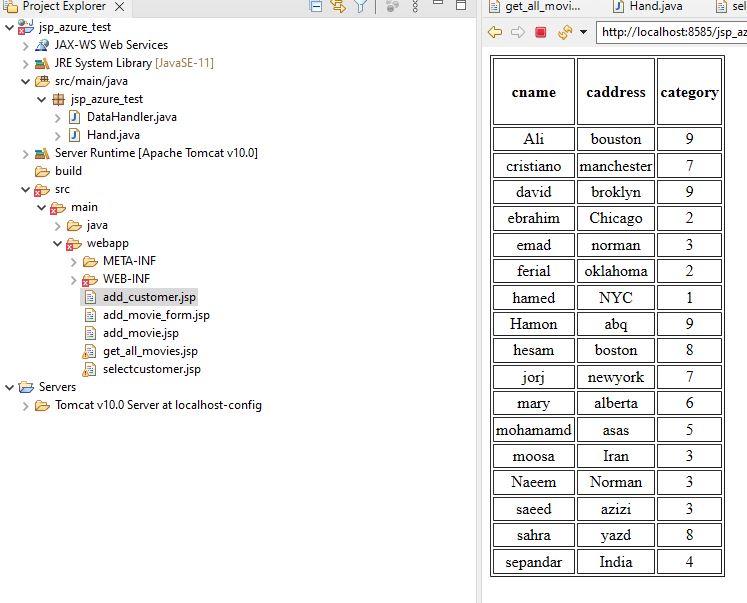 Project Explorer
jsp_azure_test
JAX-WS Web Services
JRE System Library [JavaSE-11]
src/main/java
jsp_azure_test
DataHandler.java
Hand.java
Server Runtime [Apache Tomcat v10.0]
build
src
main
java
webapp
META-INF
WEB-INF
add_customer.jsp
add_movie_form.jsp
add_movie.jsp
get_all_movies.jsp
selectcustomer.jsp
Servers
Tomcat v10.0 Server at localhost-config
get_all_movi... Hand.java sel
http://localhost:8585/jsp_az
cname caddress category
Ali bouston 9
cristiano manchester 7
david broklyn 9
ebrahim Chicago 2
emad norman 3
ferial oklahoma 2
hamed NYC 1
Hamon abq 9
hesam boston 8
jorj newyork 7
mary alberta 6
mohamamd asas 5
moosa Iran 3
Naeem Norman 3
saeed azizi 3
sahra yazd 8
sepandar India 4